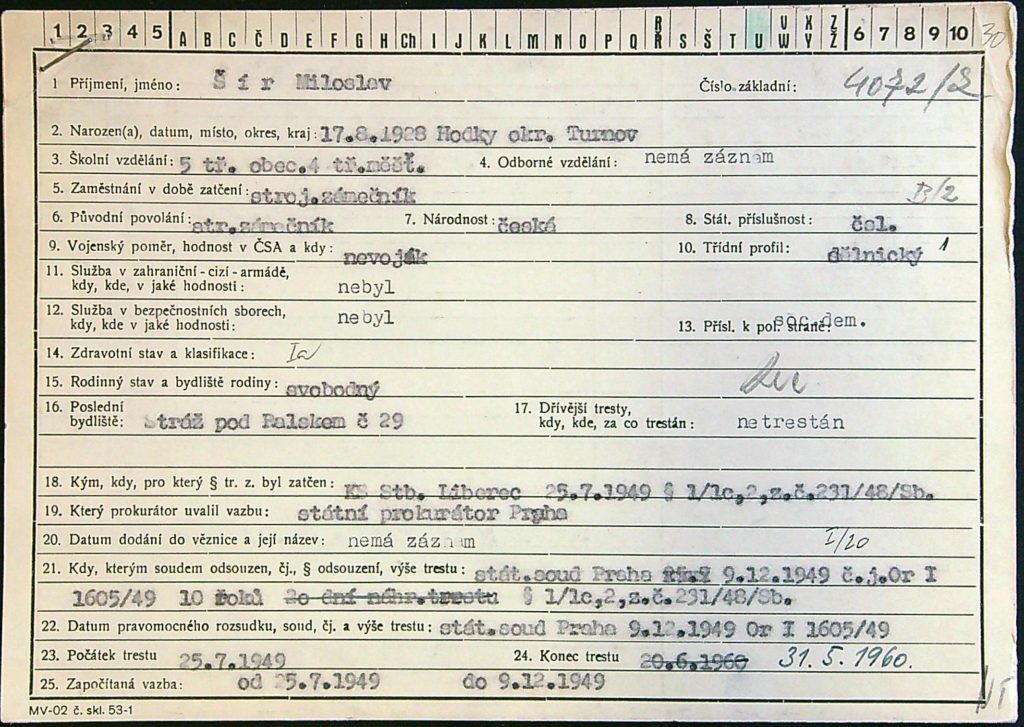 1 2 3 4 5 A B C Č D E F G H Ch I J K L M N O P Q R Ř S Š T U V W X Y Z Ž 6 7 8 9 10 30
1 Příjmení, jméno: Š í r Miloslav Číslo základní: 4072/S
2. Narozen(a), datum, místo, okres, kraj: 17.8.1928 Hodky okr. Turnov
3. Školní vzdělání: 5 tř. obec.4 tř.měšť. 4. Odborné vzdělání: nemá záznam
5. Zaměstnání v době zatčení: stroj.zámečník B/2
6. Původní povolání: str.zámečník 7. Národnost: česká 8. Stát. příslušnost: čsl.
9. Vojenský poměr, hodnost v ČSA a kdy: nevoják 10. Třídní profil: dělnický 1
11. Služba v zahraniční - cizí - armádě,
kdy, kde, v jaké hodnosti: nebyl
12. Služba v bezpečnostních sborech,
kdy, kde v jaké hodnosti: nebyl 13. Přísl. k pol. straně: soc.dem.
14. Zdravotní stav a klasifikace: Ia
15. Rodinný stav a bydliště rodiny: svobodný
16. Poslední
bydliště: Stráž pod Ralskem č 29 17. Dřívější tresty,
kdy, kde, za co trestán: netrestán
18. Kým, kdy, pro který § tr. z. byl zatčen: KS Stb. Liberec 25.7.1949 § 1/1c,2,z.č.231/48/Sb.
19. Který prokurátor uvalil vazbu: státní prokurátor Praha
20. Datum dodání do věznice a její název: nemá záznam I/20
21. Kdy, kterým soudem odsouzen, čj., § odsouzení, výše trestu: stát.soud Praha 9.12.1949 č.j.Or I
1605/49 10 roků 2o dní náhr.trestu § 1/1c,2,z.č.231/48/Sb.
22. Datum pravomocného rozsudku, soud, čj. a výše trestu: stát.soud Praha 9.12.1949 Or I 1605/49
23. Počátek trestu 25.7.1949 24. Konec trestu 20.6.1960 31.5.1960.
25. Započítaná vazba: od 25.7.1949 do 9.12.1949
MV-02 č. skl. 53-1